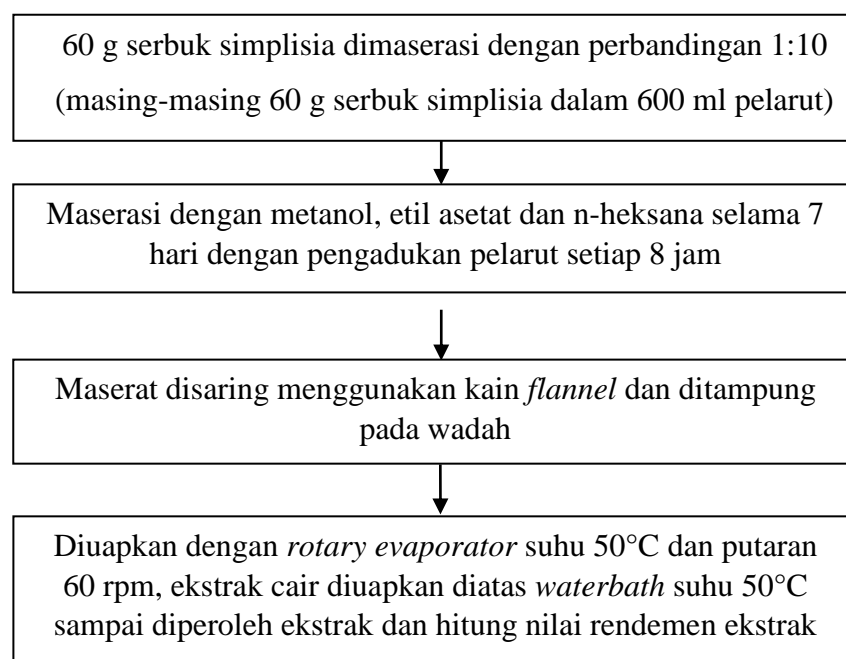 60 g serbuk simplisia dimaserasi dengan perbandingan 1:10
(masing-masing 60 g serbuk simplisia dalam 600 ml pelarut)
Maserasi dengan metanol, etil asetat dan n-heksana selama 7
hari dengan pengadukan pelarut setiap 8 jam
Maserat disaring menggunakan kain flannel dan ditampung
pada wadah
Diuapkan dengan rotary evaporator suhu 50°C dan putaran
60 rpm, ekstrak cair diuapkan diatas waterbath suhu 50°C
sampai diperoleh ekstrak dan hitung nilai rendemen ekstrak